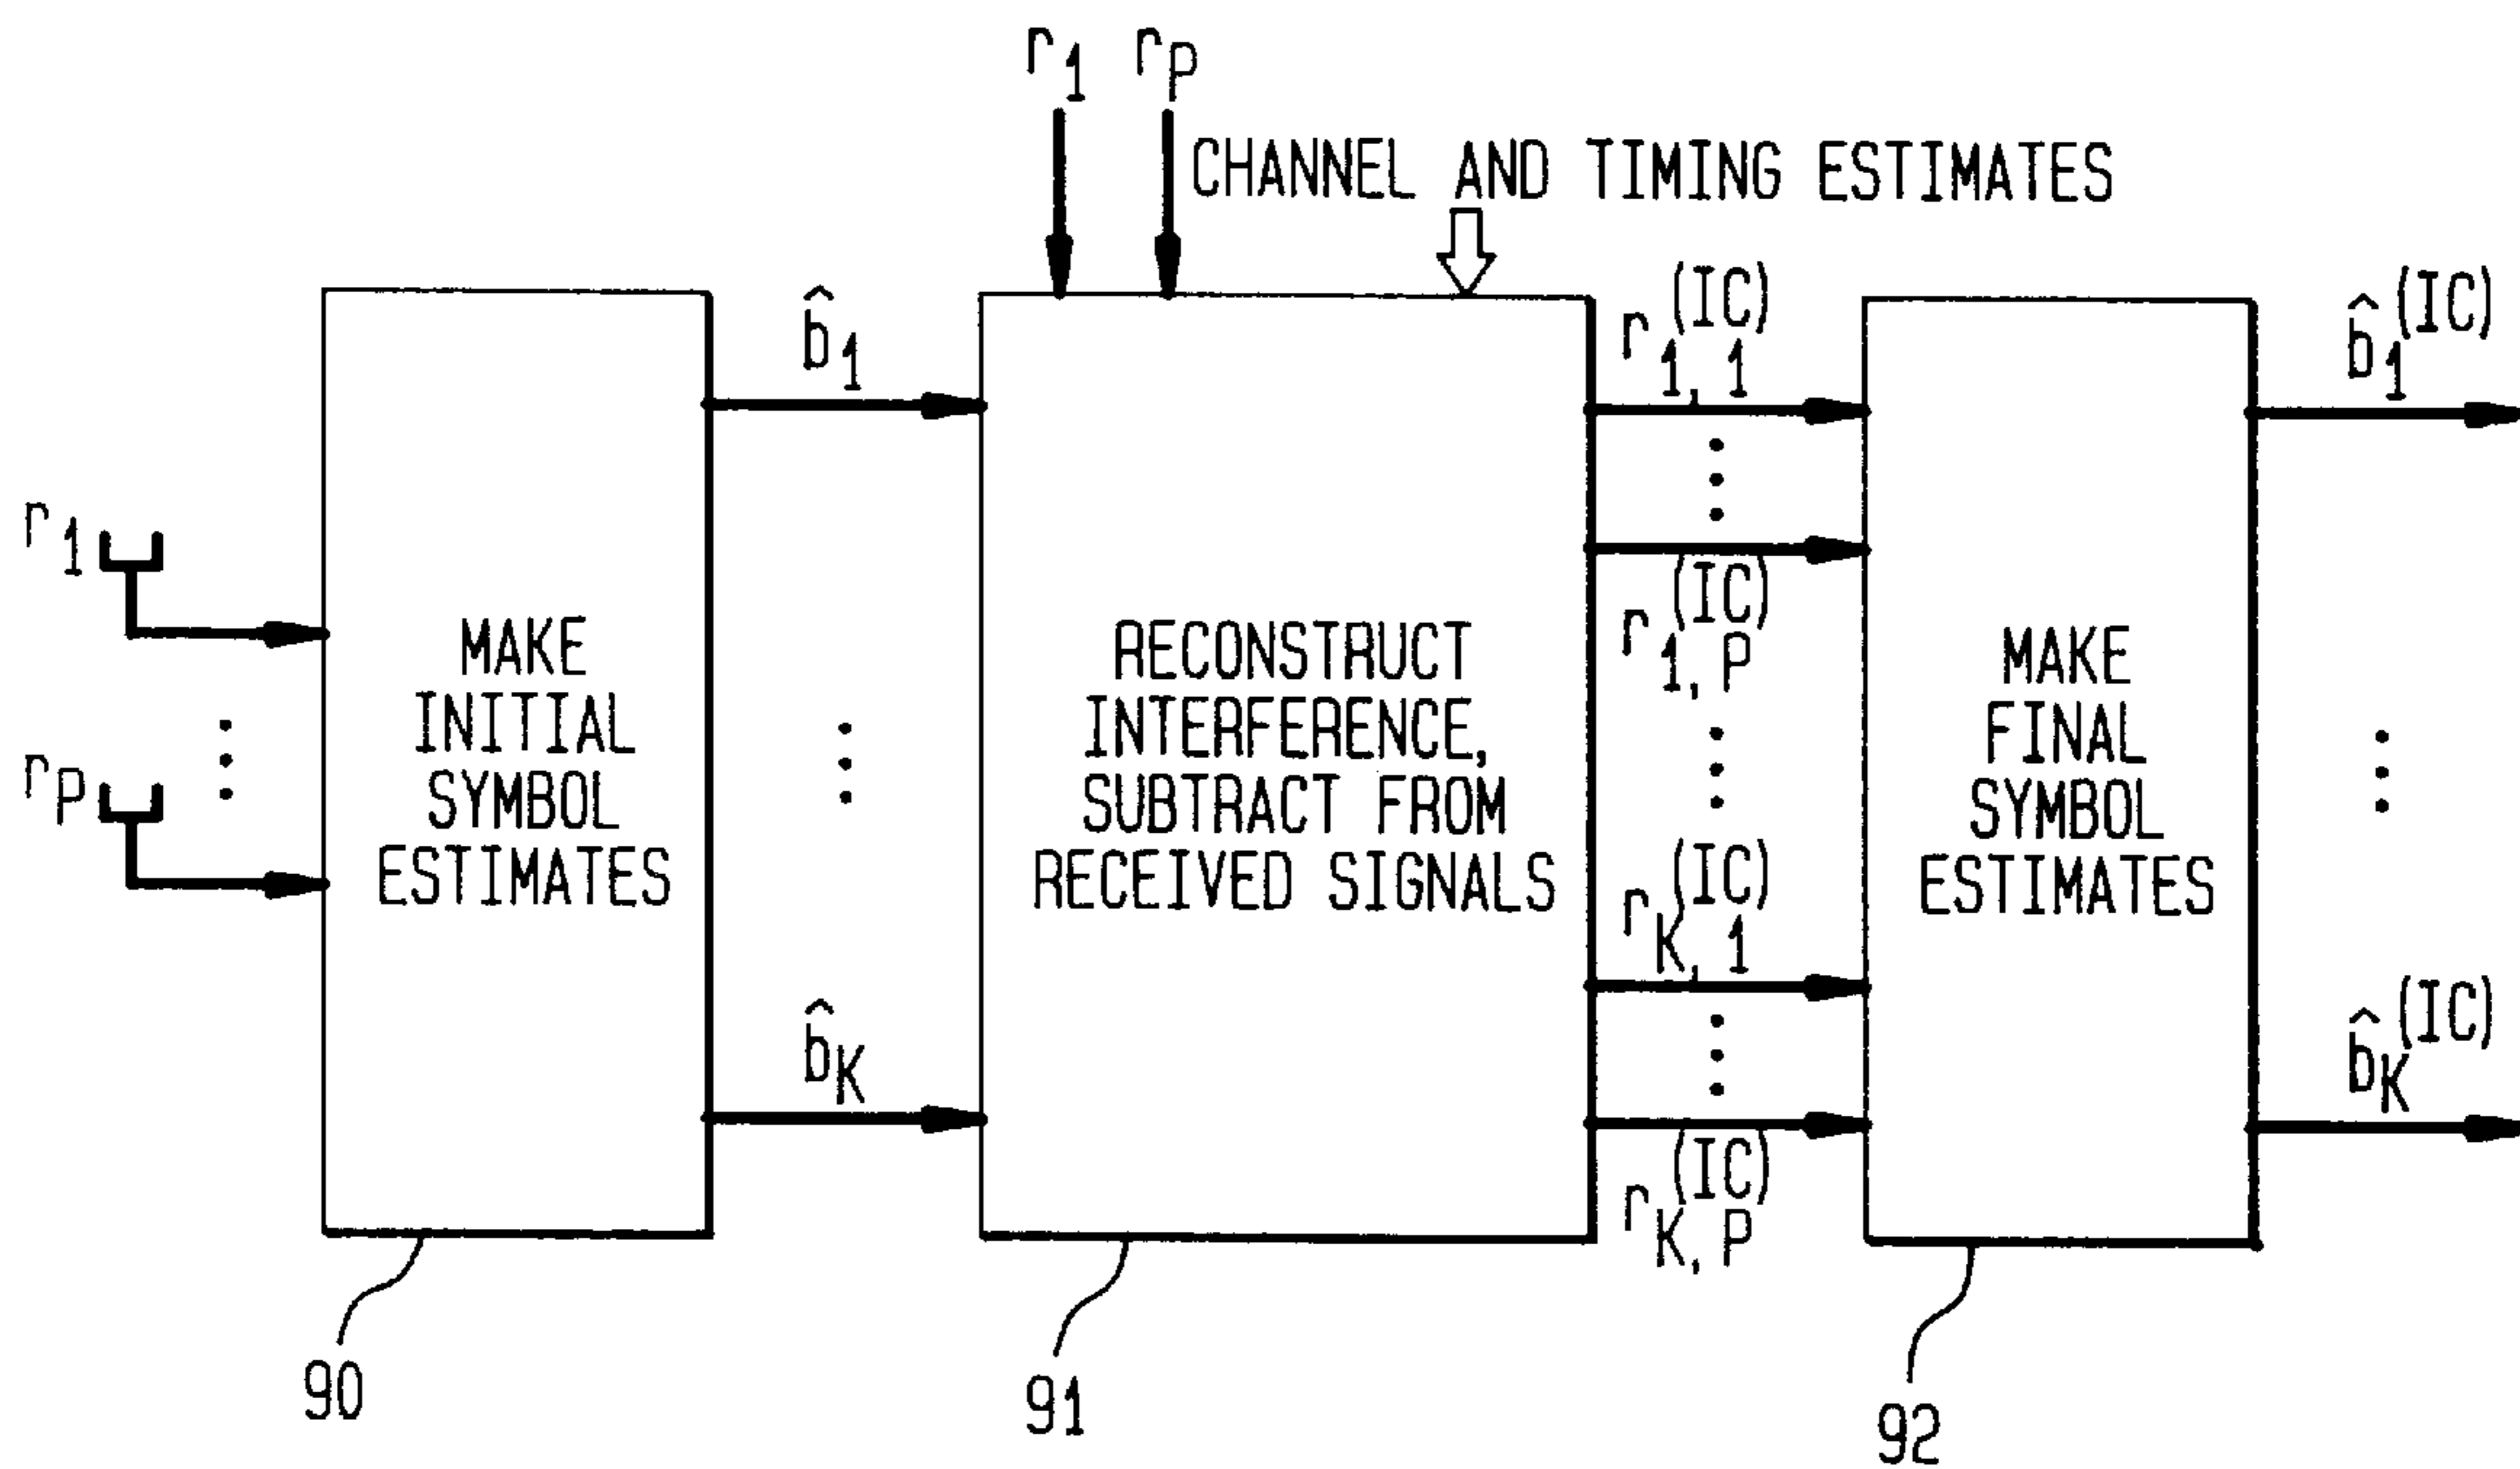 r1 rP
CHANNEL AND TIMING ESTIMATES
r1
rP
MAKE
INITIAL
SYMBOL
ESTIMATES
b̂1
b̂K
RECONSTRUCT
INTERFERENCE,
SUBTRACT FROM
RECEIVED SIGNALS
r1,1(IC)
r1,P(IC)
rK,1(IC)
rK,P(IC)
MAKE
FINAL
SYMBOL
ESTIMATES
b̂1(IC)
b̂K(IC)
90
91
92